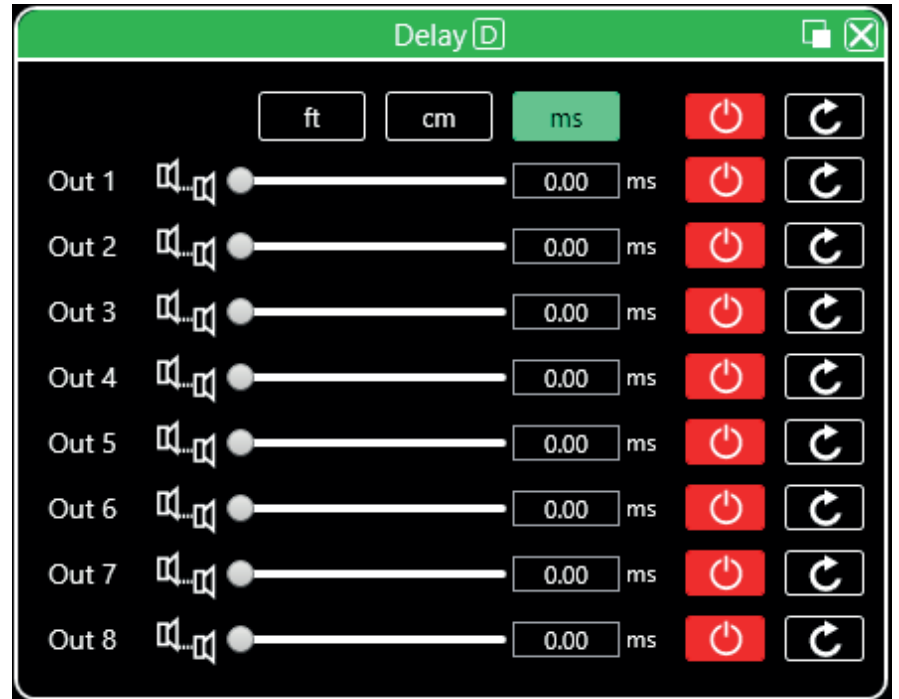 Delay D
ft cm ms
Out 1 0.00 ms
Out 2 0.00 ms
Out 3 0.00 ms
Out 4 0.00 ms
Out 5 0.00 ms
Out 6 0.00 ms
Out 7 0.00 ms
Out 8 0.00 ms